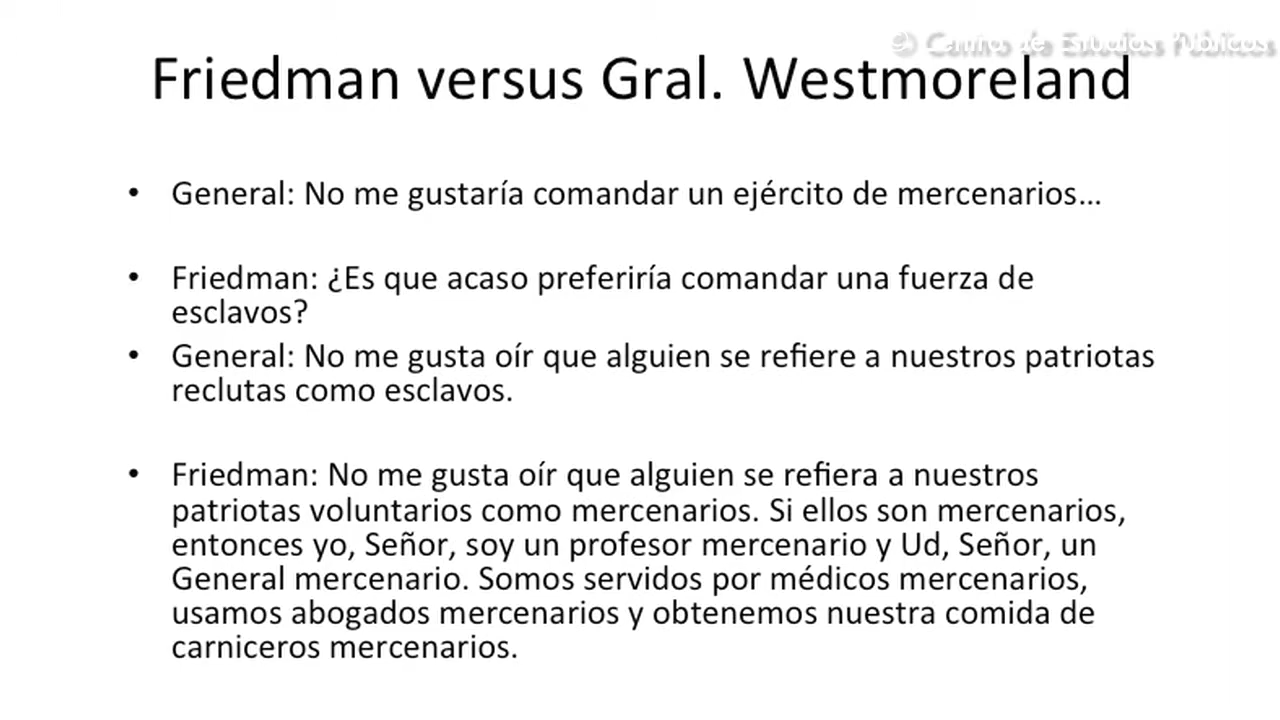 © Centro de Estudios Públicos
Friedman versus Gral. Westmoreland
• General: No me gustaría comandar un ejército de mercenarios…
• Friedman: ¿Es que acaso preferiría comandar una fuerza de
esclavos?
• General: No me gusta oír que alguien se refiere a nuestros patriotas
reclutas como esclavos.
• Friedman: No me gusta oír que alguien se refiera a nuestros
patriotas voluntarios como mercenarios. Si ellos son mercenarios,
entonces yo, Señor, soy un profesor mercenario y Ud, Señor, un
General mercenario. Somos servidos por médicos mercenarios,
usamos abogados mercenarios y obtenemos nuestra comida de
carniceros mercenarios.